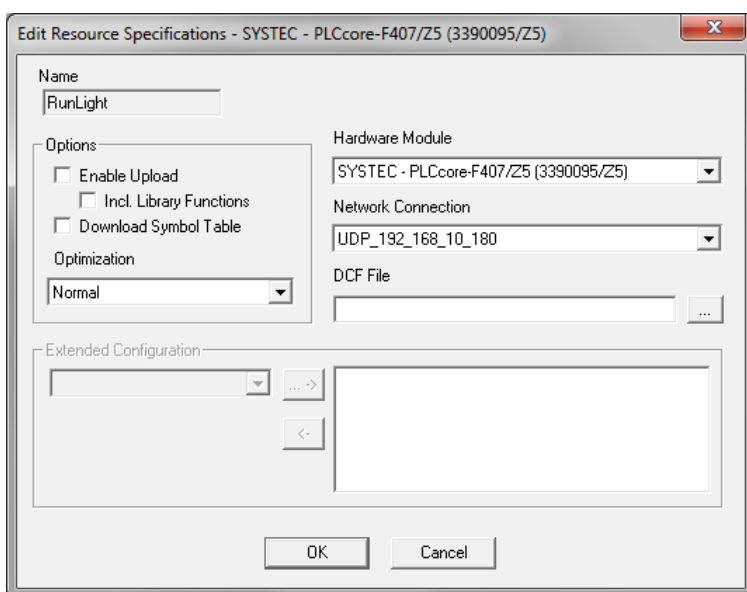 Edit Resource Specifications - SYSTEC - PLCcore-F407/Z5 (3390095/Z5)
Name
RunLight
Options
Enable Upload
Incl. Library Functions
Download Symbol Table
Optimization
Normal
Hardware Module
SYSTEC - PLCcore-F407/Z5 (3390095/Z5)
Network Connection
UDP_192_168_10_180
DCF File
...
Extended Configuration
... ->
<-
OK
Cancel